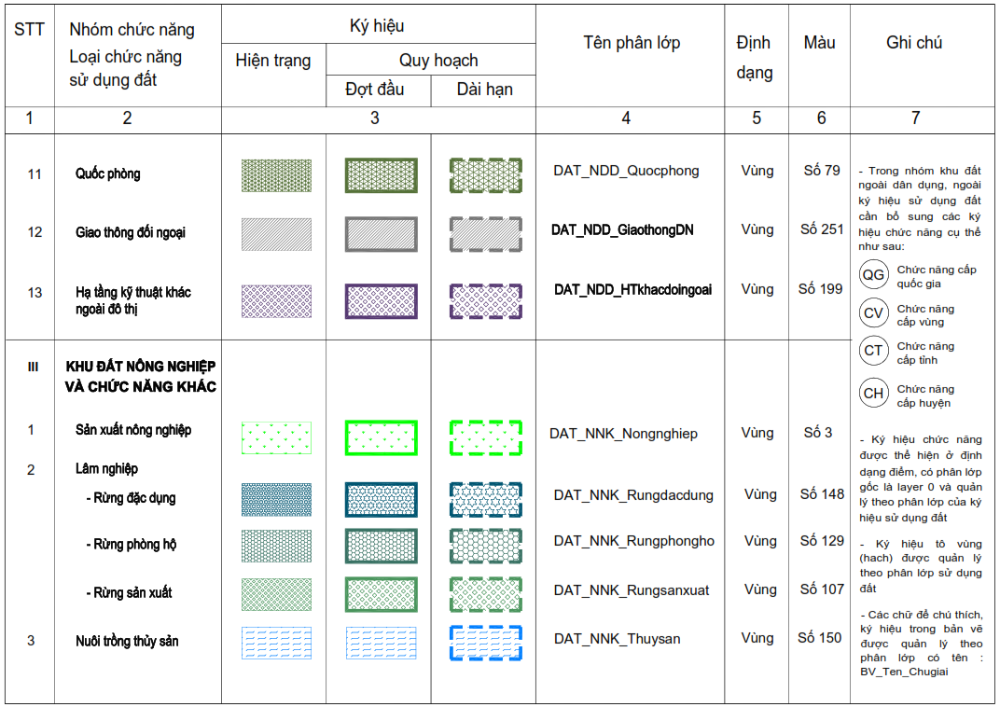 STT
Nhóm chức năng
Loại chức năng
sử dụng đất
Ký hiệu
Hiện trạng
Quy hoạch
Đợt đầu
Dài hạn
Tên phân lớp
Định
dạng
Màu
Ghi chú
1
2
3
4
5
6
7
11
Quốc phòng
DAT_NDD_Quocphong
Vùng
Số 79
12
Giao thông đối ngoại
DAT_NDD_GiaothongDN
Vùng
Số 251
13
Hạ tầng kỹ thuật khác
ngoài đô thị
DAT_NDD_HTkhacdoingoai
Vùng
Số 199
III
KHU ĐẤT NÔNG NGHIỆP
VÀ CHỨC NĂNG KHÁC
1
Sản xuất nông nghiệp
DAT_NNK_Nongnghiep
Vùng
Số 3
2
Lâm nghiệp
- Rừng đặc dụng
DAT_NNK_Rungdacdung
Vùng
Số 148
- Rừng phòng hộ
DAT_NNK_Rungphongho
Vùng
Số 129
- Rừng sản xuất
DAT_NNK_Rungsanxuat
Vùng
Số 107
3
Nuôi trồng thủy sản
DAT_NNK_Thuysan
Vùng
Số 150
- Trong nhóm khu đất
ngoài dân dụng, ngoài
ký hiệu sử dụng đất
cần bổ sung các ký
hiệu chức năng cụ thể
như sau:
QG
Chức năng cấp
quốc gia
CV
Chức năng
cấp vùng
CT
Chức năng
cấp tỉnh
CH
Chức năng
cấp huyện
- Ký hiệu chức năng
được thể hiện ở định
dạng điểm, có phân lớp
gốc là layer 0 và quản
lý theo phân lớp của ký
hiệu sử dụng đất
- Ký hiệu tô vùng
(hach) được quản lý
theo phân lớp sử dụng
đất
- Các chữ để chú thích,
ký hiệu trong bản vẽ
được quản lý theo
phân lớp có tên :
BV_Ten_Chugiai